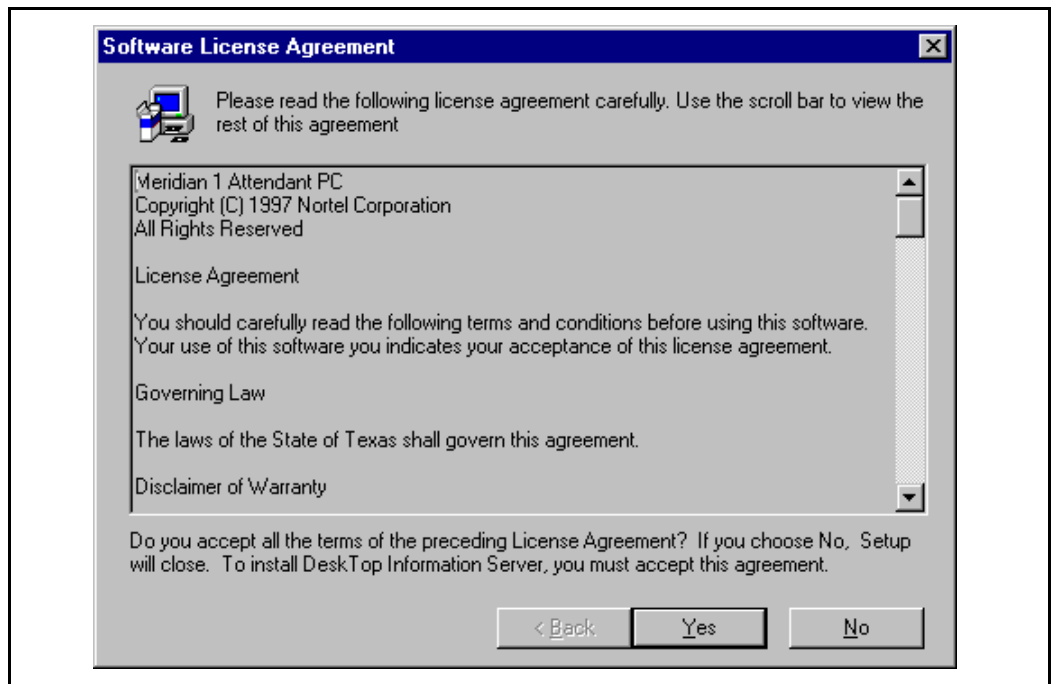 Software License Agreement
Please read the following license agreement carefully. Use the scroll bar to view the
rest of this agreement
Meridian 1 Attendant PC
Copyright (C) 1997 Nortel Corporation
All Rights Reserved
License Agreement
You should carefully read the following terms and conditions before using this software.
Your use of this software you indicates your acceptance of this license agreement.
Governing Law
The laws of the State of Texas shall govern this agreement.
Disclaimer of Warranty
Do you accept all the terms of the preceding License Agreement? If you choose No, Setup
will close. To install DeskTop Information Server, you must accept this agreement.
< Back
Yes
No